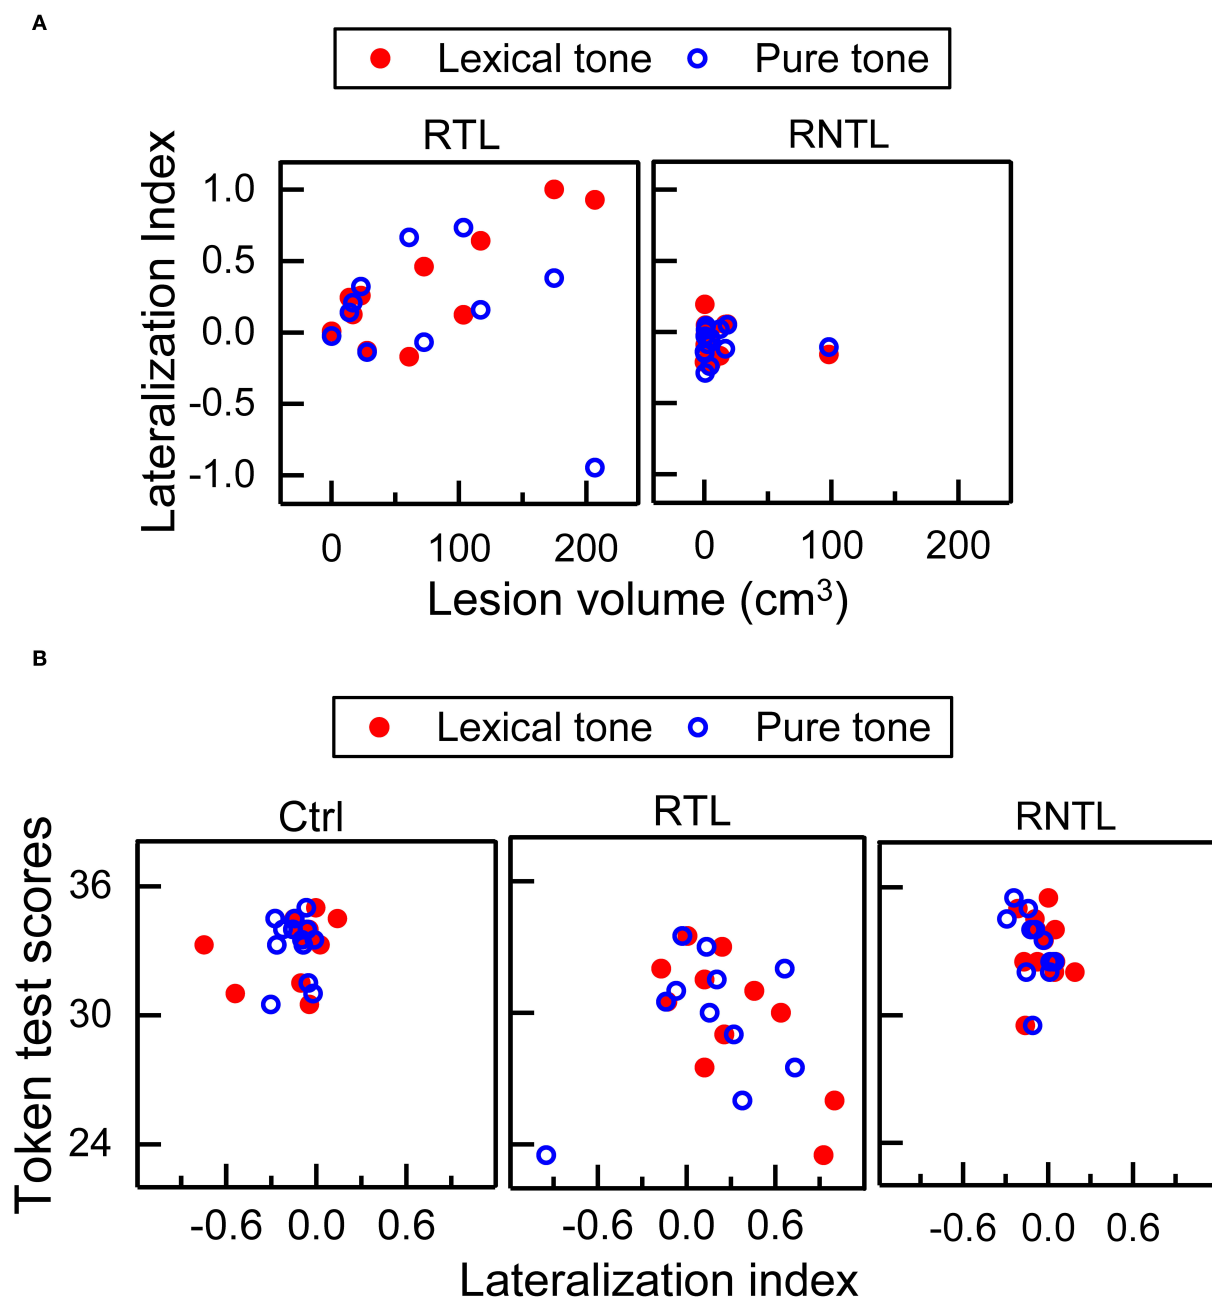 A
Lexical tone Pure tone
RTL RNTL
Lateralization Index
1.0
0.5
0.0
-0.5
-1.0
0 100 200 0 100 200
Lesion volume (cm³)
B
Lexical tone Pure tone
Ctrl RTL RNTL
Token test scores
36
30
24
-0.6 0.0 0.6 -0.6 0.0 0.6 -0.6 0.0 0.6
Lateralization index